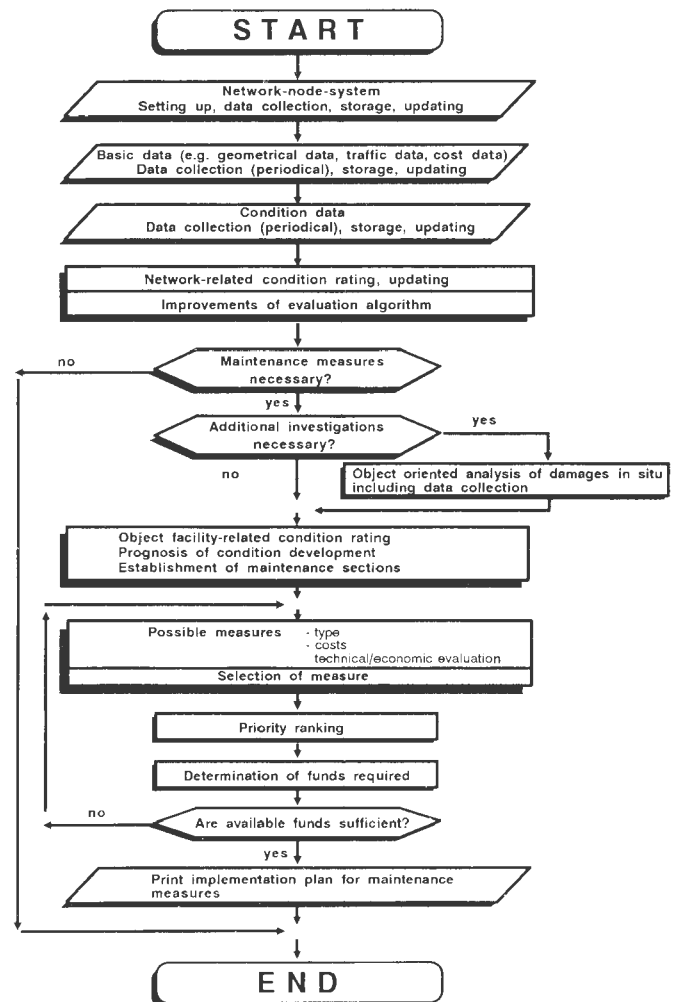 START
Network-node-system
Setting up, data collection, storage, updating
Basic data (e.g. geometrical data, traffic data, cost data)
Data collection (periodical), storage, updating
Condition data
Data collection (periodical), storage, updating
Network-related condition rating, updating
Improvements of evaluation algorithm
no
Maintenance measures
necessary?
yes
Additional investigations
necessary?
yes
no
Object oriented analysis of damages in situ
including data collection
Object facility-related condition rating
Prognosis of condition development
Establishment of maintenance sections
Possible measures - type
- costs
technical/economic evaluation
Selection of measure
Priority ranking
Determination of funds required
no
Are available funds sufficient?
yes
Print implementation plan for maintenance
measures
END